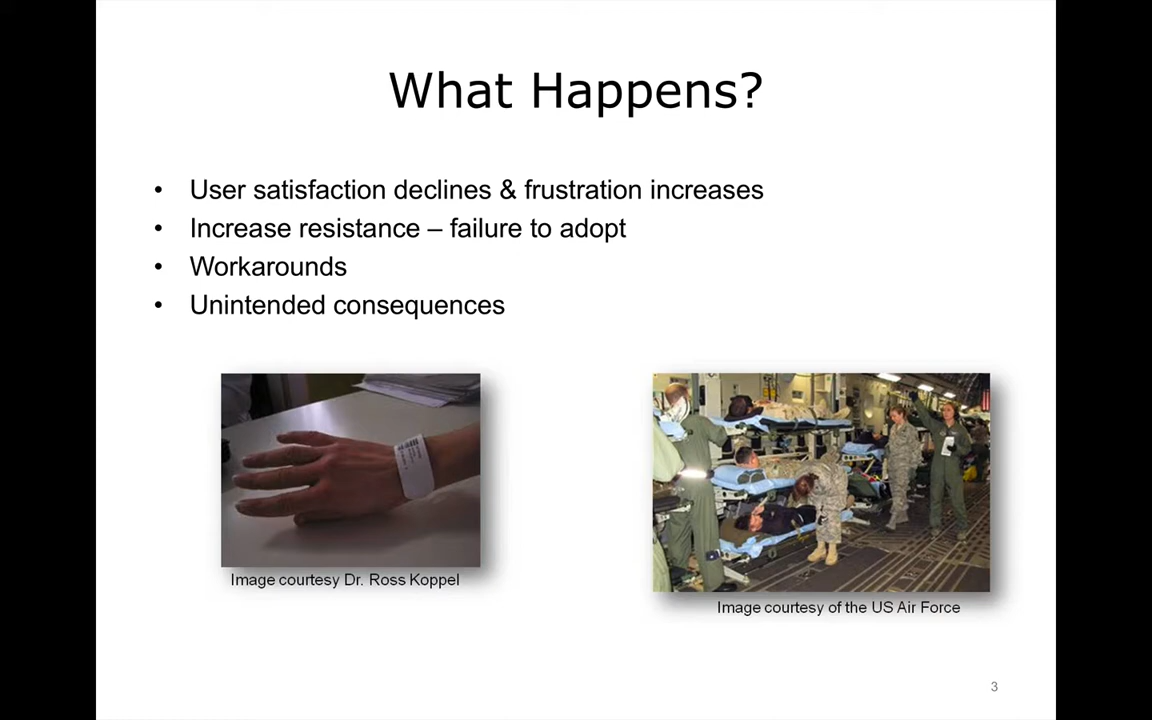 What Happens?
• User satisfaction declines & frustration increases
• Increase resistance – failure to adopt
• Workarounds
• Unintended consequences
Image courtesy Dr. Ross Koppel
Image courtesy of the US Air Force
3